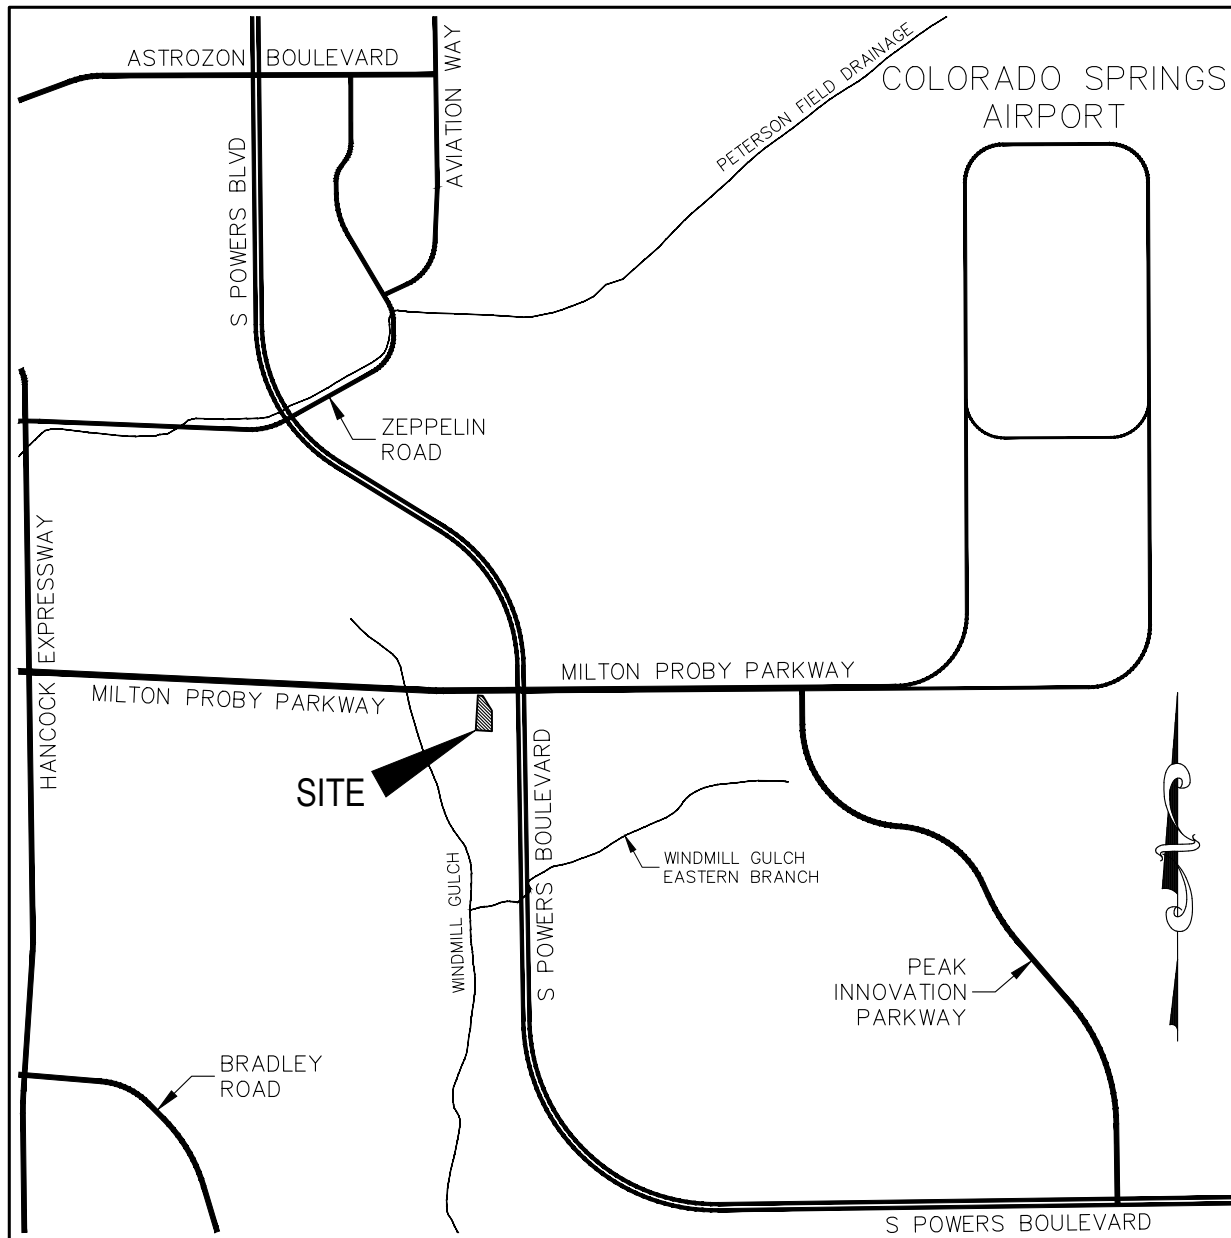 ASTROZON BOULEVARD
AVIATION WAY
PETERSON FIELD DRAINAGE
COLORADO SPRINGS
AIRPORT
S POWERS BLVD
ZEPPELIN
ROAD
HANCOCK EXPRESSWAY
MILTON PROBY PARKWAY
MILTON PROBY PARKWAY
SITE
S POWERS BOULEVARD
WINDMILL GULCH
WINDMILL GULCH
EASTERN BRANCH
PEAK
INNOVATION
PARKWAY
BRADLEY
ROAD
S POWERS BOULEVARD